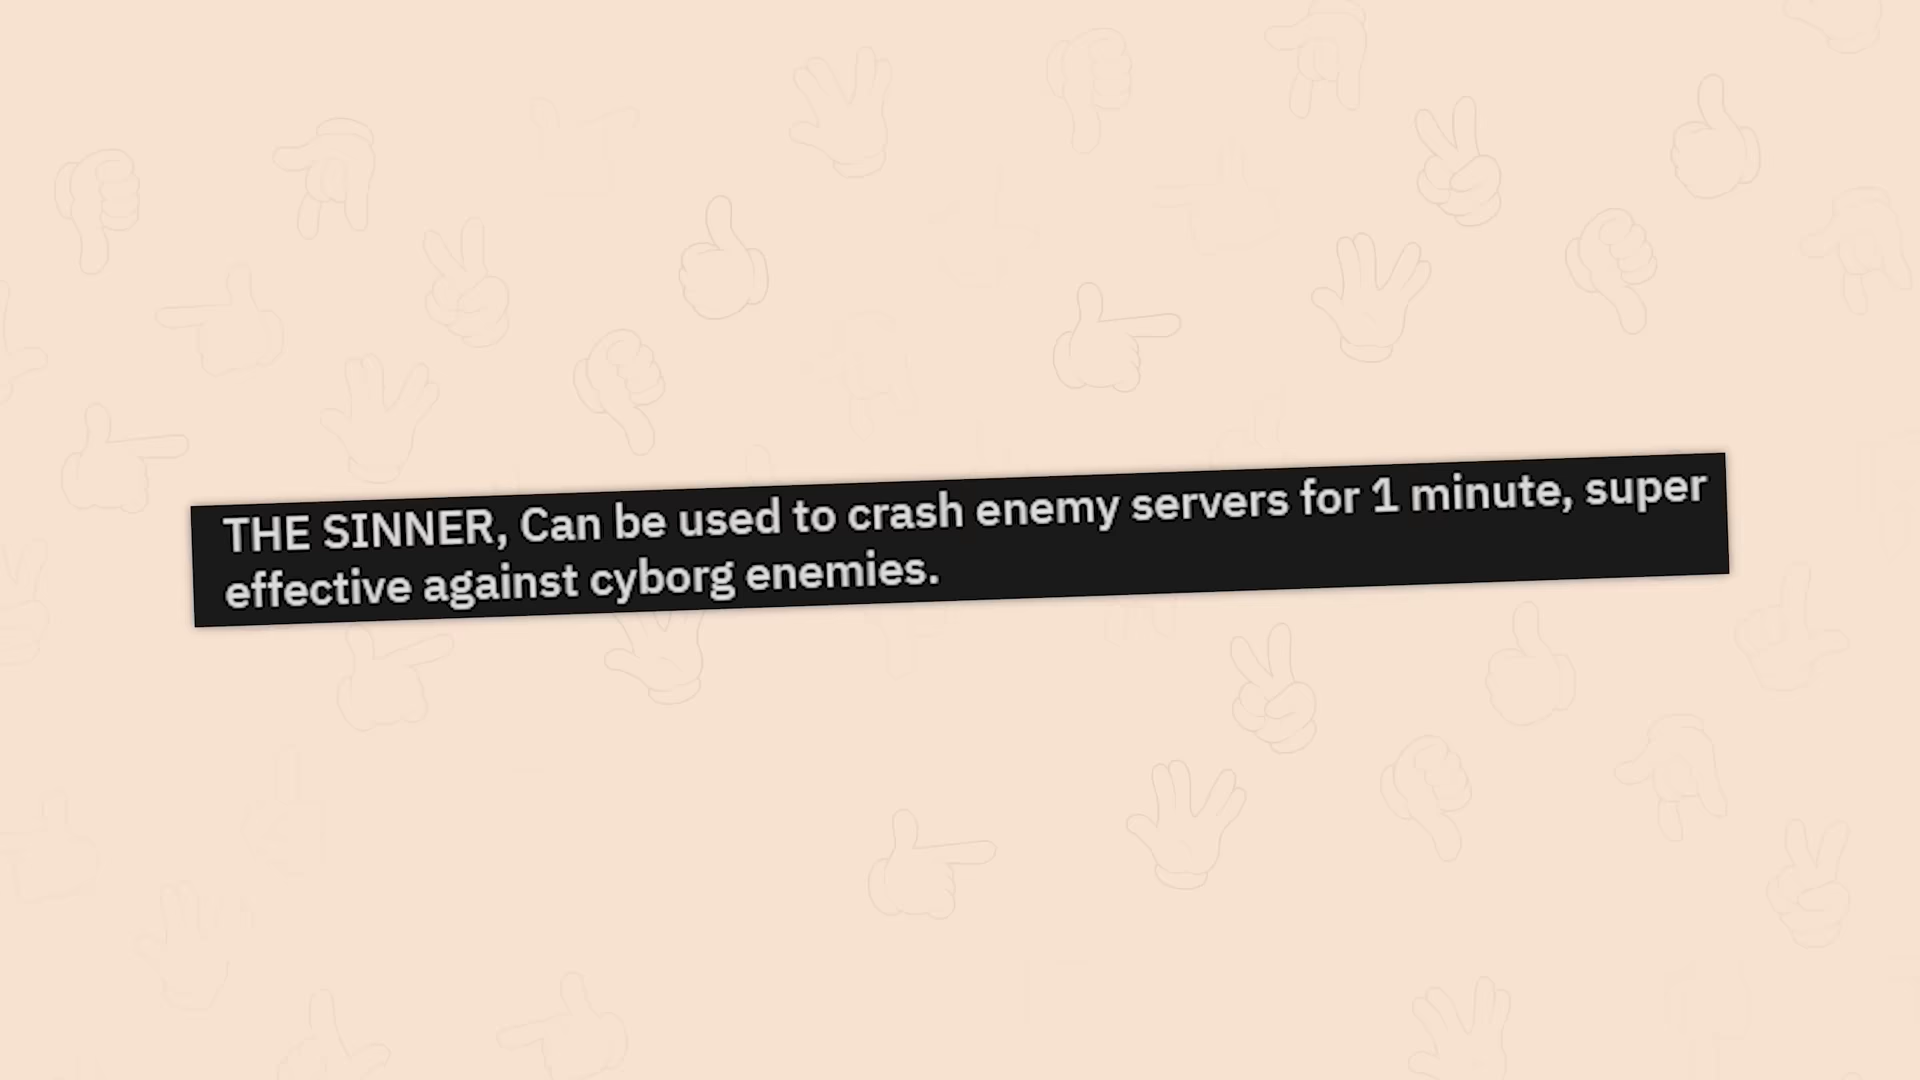 THE SINNER, Can be used to crash enemy servers for 1 minute, super
effective against cyborg enemies.